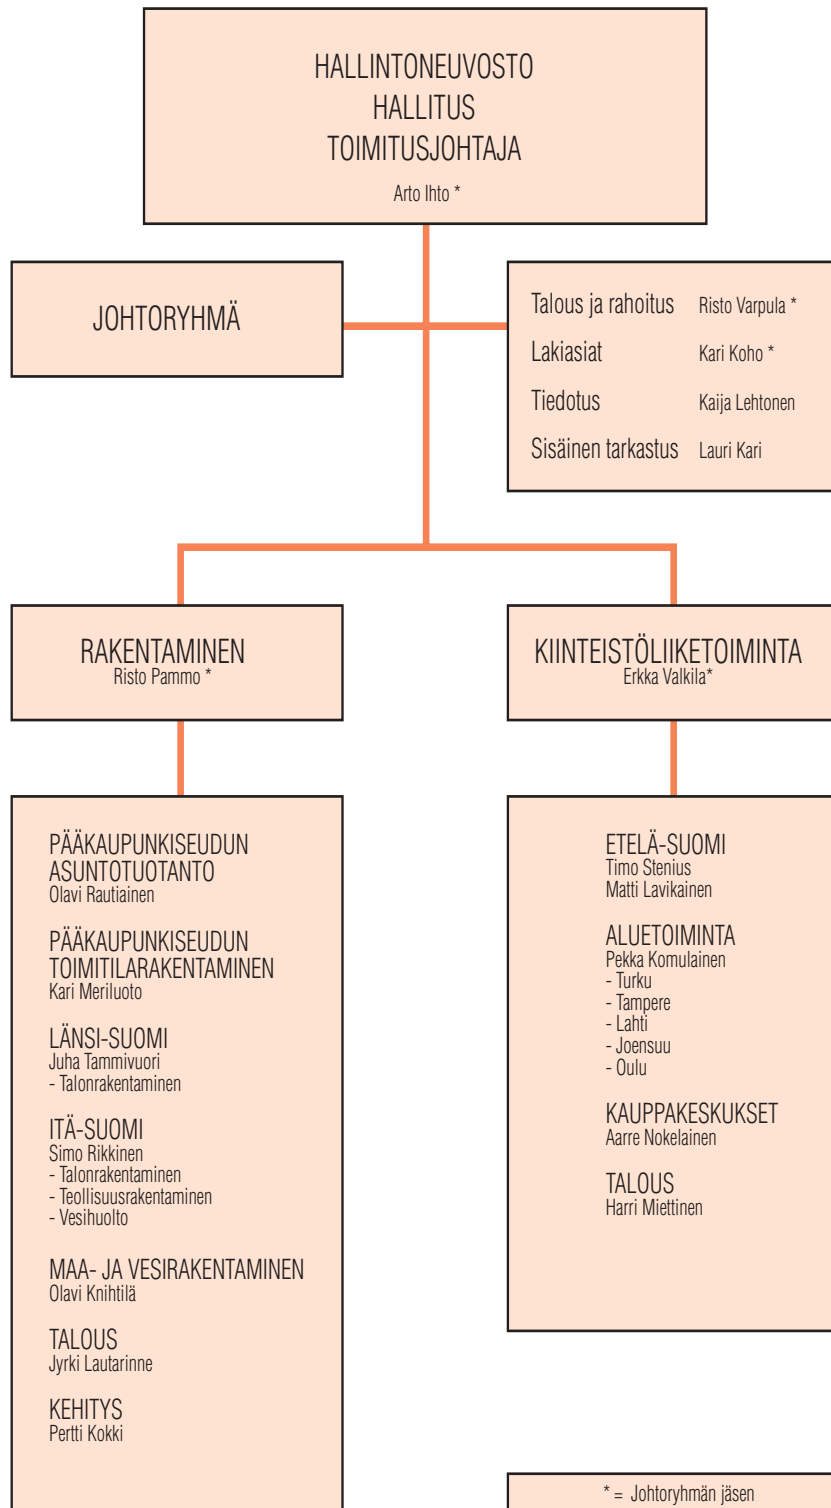 HALLINTONEUVOSTO
HALLITUS
TOIMITUSJOHTAJA
Arto Ihto *
JOHTORYHMÄ
Talous ja rahoitus Risto Varpula *
Lakiasiat Kari Koho *
Tiedotus Kaija Lehtonen
Sisäinen tarkastus Lauri Kari
RAKENTAMINEN
Risto Pammo *
KIINTEISTÖLIIKETOIMINTA
Erkka Valkila*
PÄÄKAUPUNKISEUDUN
ASUNTOTUOTANTO
Olavi Rautiainen
PÄÄKAUPUNKISEUDUN
TOIMITILARAKENTAMINEN
Kari Meriluoto
LÄNSI-SUOMI
Juha Tammivuori
- Talonrakentaminen
ITÄ-SUOMI
Simo Rikkinen
- Talonrakentaminen
- Teollisuusrakentaminen
- Vesihuolto
MAA- JA VESIRAKENTAMINEN
Olavi Knihtilä
TALOUS
Jyrki Lautarinne
KEHITYS
Pertti Kokki
ETELÄ-SUOMI
Timo Stenius
Matti Lavikainen
ALUETOIMINTA
Pekka Komulainen
- Turku
- Tampere
- Lahti
- Joensuu
- Oulu
KAUPPAKESKUKSET
Aarre Nokelainen
TALOUS
Harri Miettinen
* = Johtoryhmän jäsen